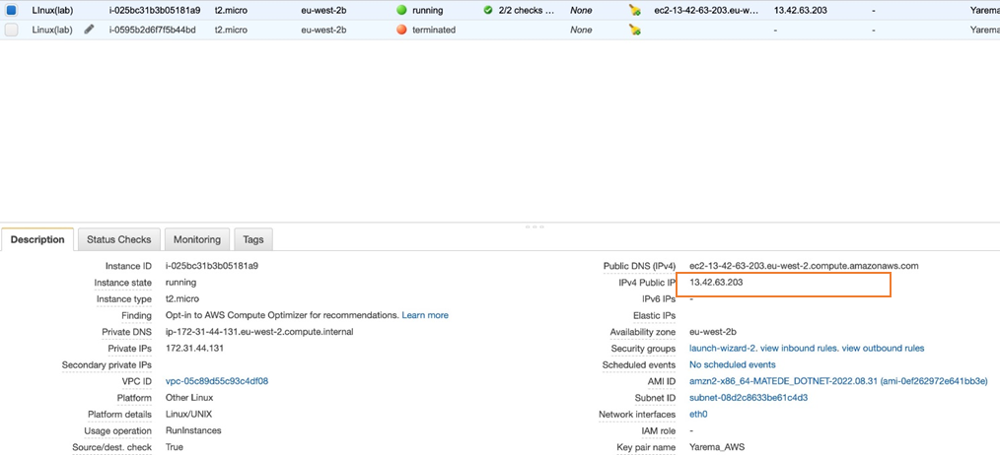 LInux(lab) i-025bc31b3b05181a9 t2.micro eu-west-2b running 2/2 checks ... None ec2-13-42-63-203.eu-w... 13.42.63.203 - Yarema
Linux(lab) i-0595b2d6f7f5b44bd t2.micro eu-west-2b terminated None - - Yarema
Description Status Checks Monitoring Tags
Instance ID i-025bc31b3b05181a9 Public DNS (IPv4) ec2-13-42-63-203.eu-west-2.compute.amazonaws.com
Instance state running IPv4 Public IP 13.42.63.203
Instance type t2.micro IPv6 IPs -
Finding Opt-in to AWS Compute Optimizer for recommendations. Learn more Elastic IPs
Private DNS ip-172-31-44-131.eu-west-2.compute.internal Availability zone eu-west-2b
Private IPs 172.31.44.131 Security groups launch-wizard-2. view inbound rules. view outbound rules
Secondary private IPs Scheduled events No scheduled events
VPC ID vpc-05c89d55c93c4df08 AMI ID amzn2-x86_64-MATEDE_DOTNET-2022.08.31 (ami-0ef262972e641bb3e)
Platform Other Linux Subnet ID subnet-08d2c8633be61c4d3
Platform details Linux/UNIX Network interfaces eth0
Usage operation RunInstances IAM role -
Source/dest. check True Key pair name Yarema_AWS